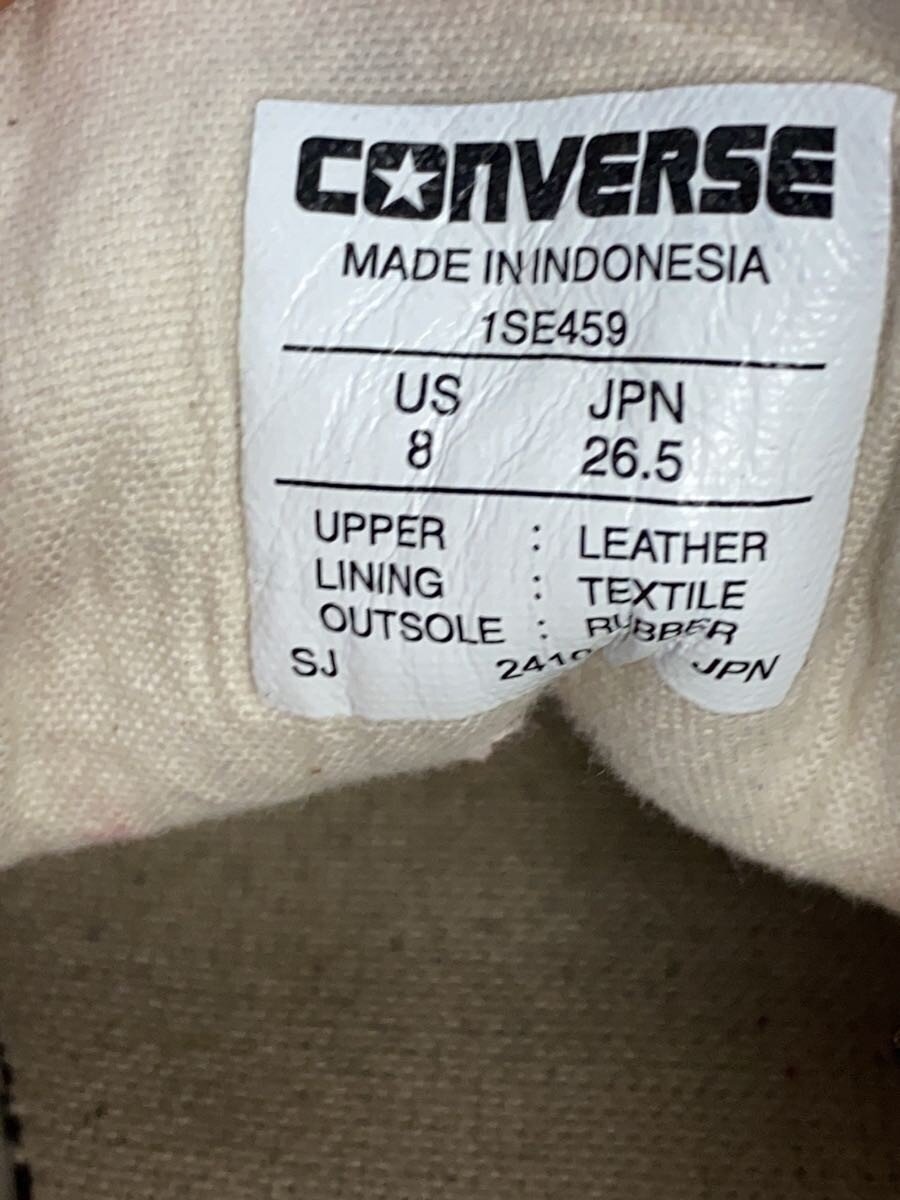 CONVERSE
MADE IN INDONESIA
1SE459
US JPN
8 26.5
UPPER : LEATHER
LINING : TEXTILE
OUTSOLE : RUBBER
SJ JPN